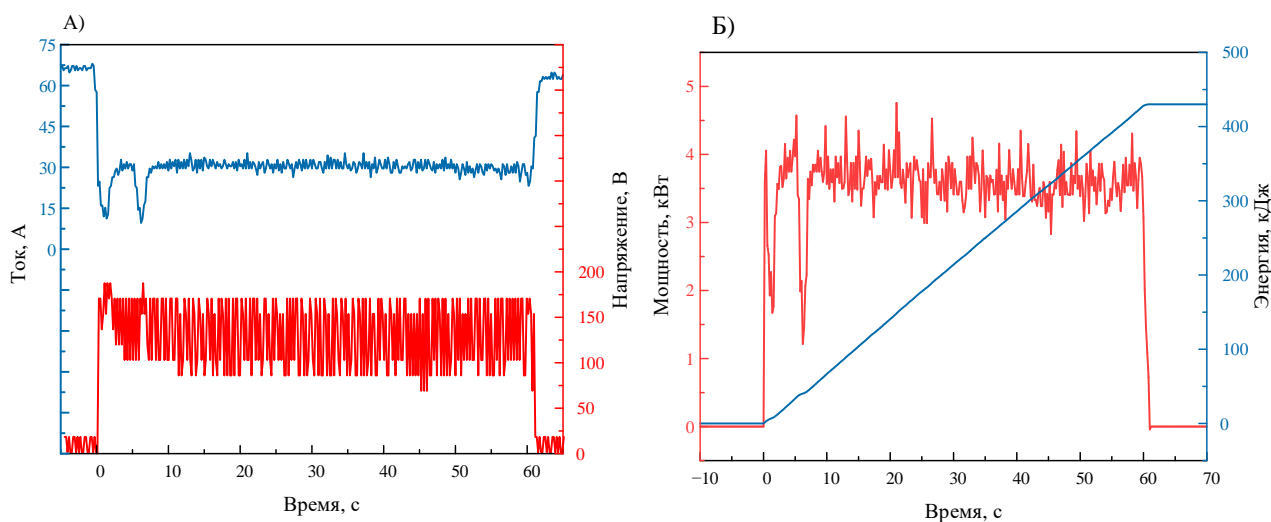 А)
75
60
45
30
15
0
Ток, А
200
150
100
50
0
Напряжение, В
0 10 20 30 40 50 60
Время, с
Б)
5
4
3
2
1
0
Мощность, кВт
500
400
300
200
100
0
Энергия, кДж
−10 0 10 20 30 40 50 60 70
Время, с